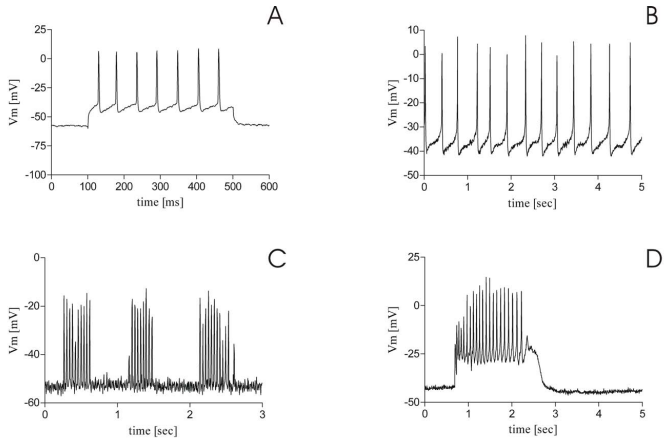 A
25
0
-25
-50
-75
-100
Vm [mV]
0 100 200 300 400 500 600
time [ms]
B
10
0
-10
-20
-30
-40
-50
Vm [mV]
0 1 2 3 4 5
time [sec]
C
0
-20
-40
-60
Vm [mV]
0 1 2 3
time [sec]
D
25
0
-25
-50
Vm [mV]
0 1 2 3 4 5
time [sec]